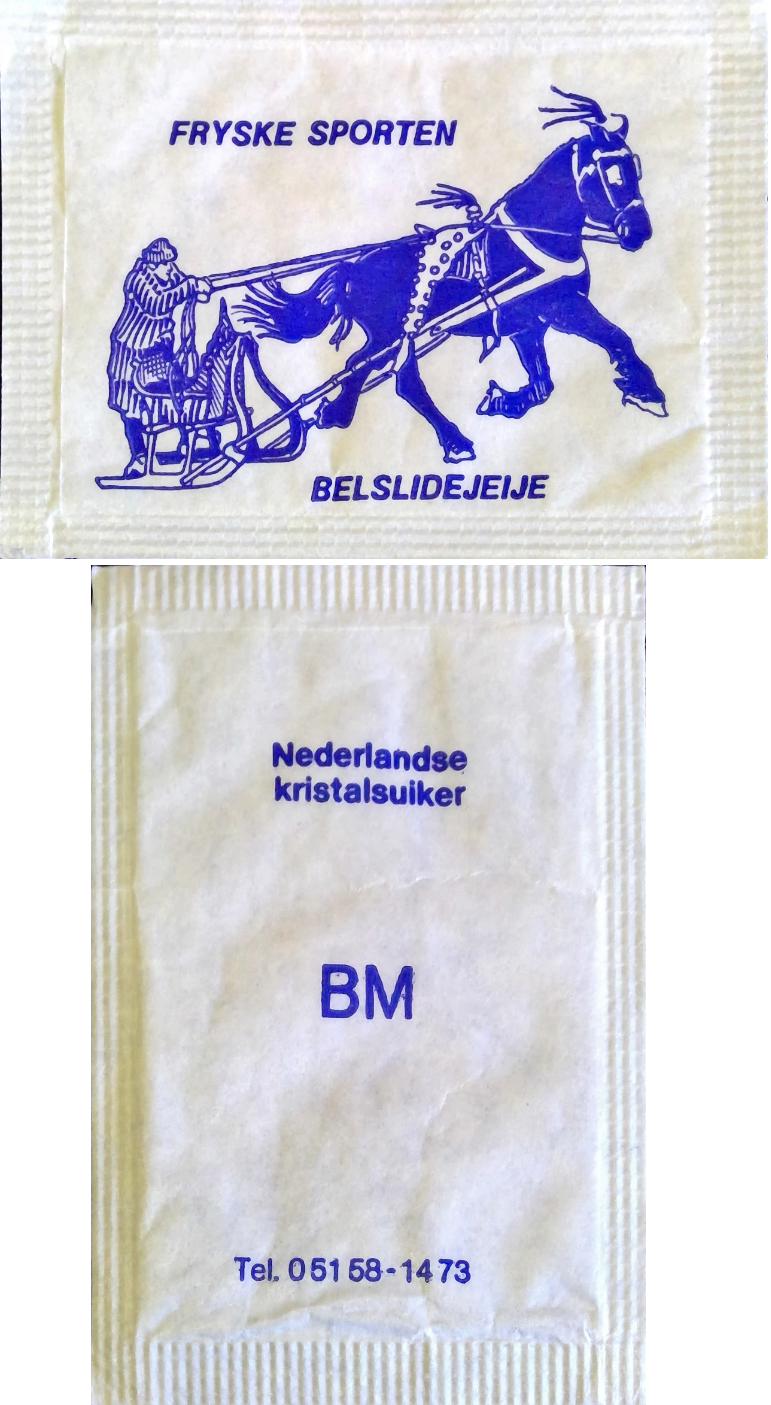 FRYSKE SPORTEN
BELSLIDEJEIJE
Nederlandse
kristalsuiker
BM
Tel. 05158-1473